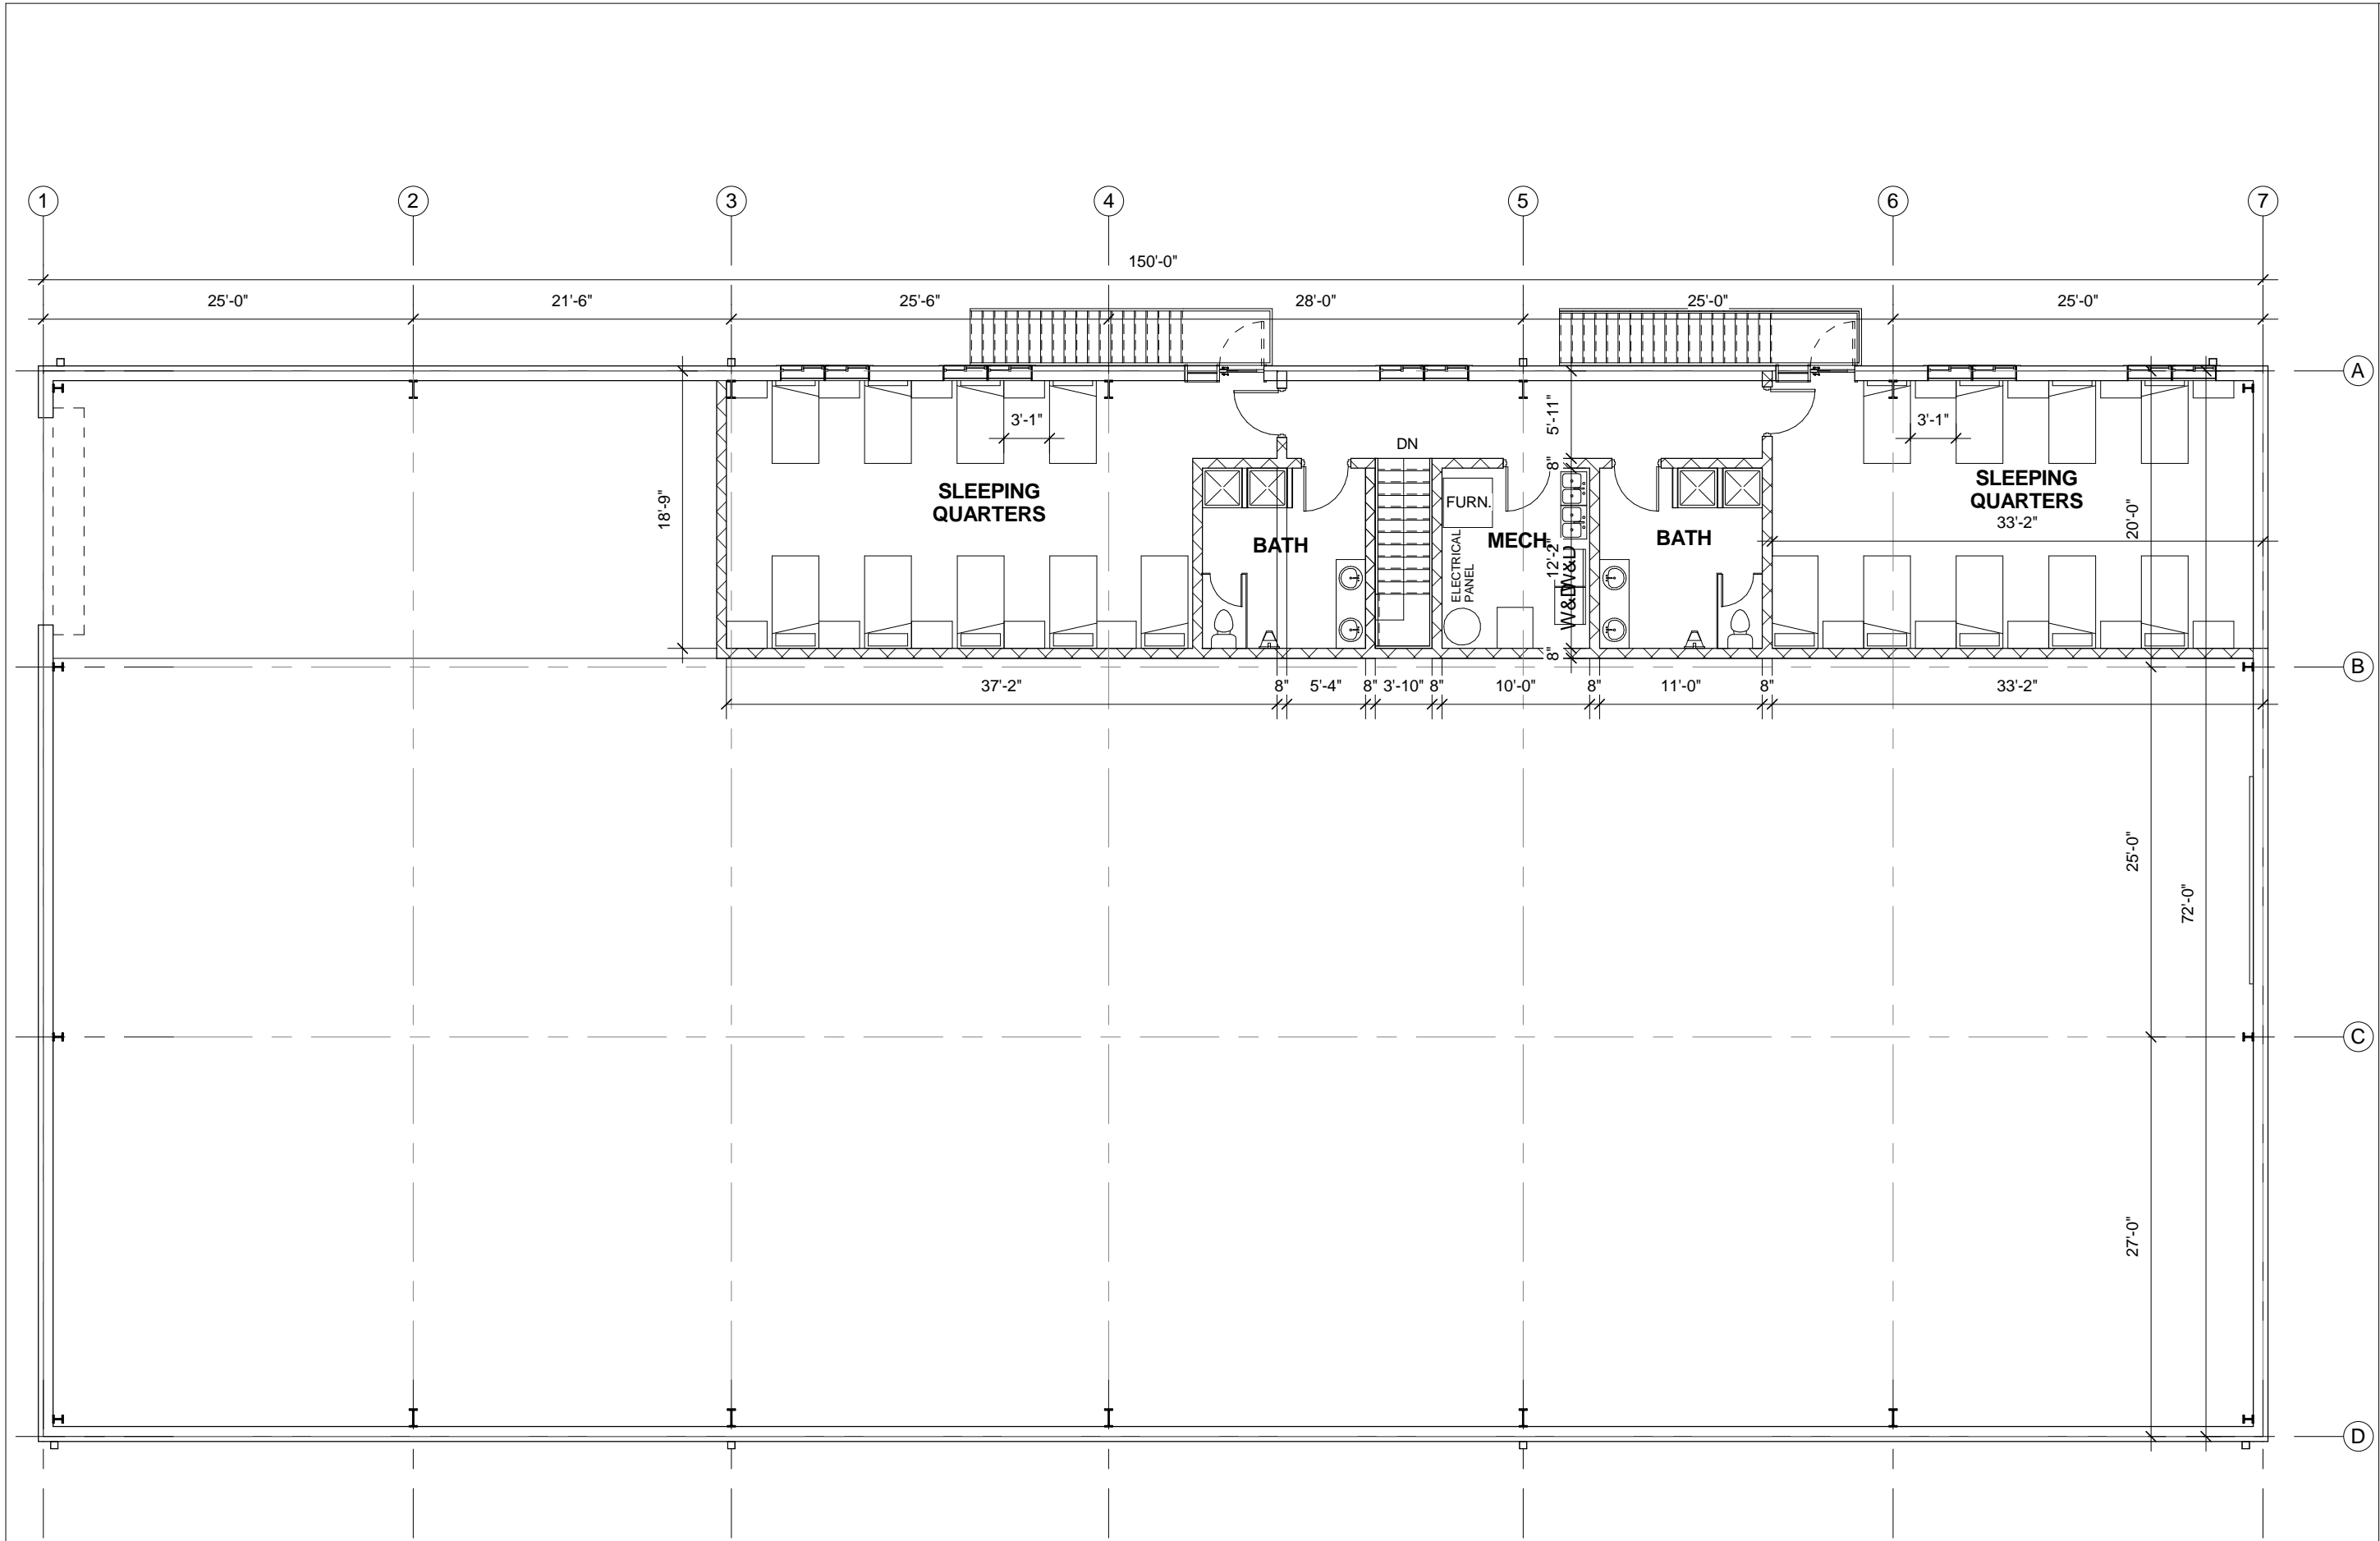 1
2
3
4
5
6
7
150'-0"
25'-0"
21'-6"
25'-6"
28'-0"
25'-0"
25'-0"
A
3'-1"
5'-11"
3'-1"
DN
8"
SLEEPING
QUARTERS
SLEEPING
QUARTERS
33'-2"
20'-0"
18'-9"
FURN.
BATH
MECH.
BATH
12'-2"
ELECTRICAL
PANEL
W&D
W&D
8"
B
37'-2"
8"
5'-4"
8"
3'-10"
8"
10'-0"
8"
11'-0"
8"
33'-2"
25'-0"
72'-0"
C
27'-0"
D